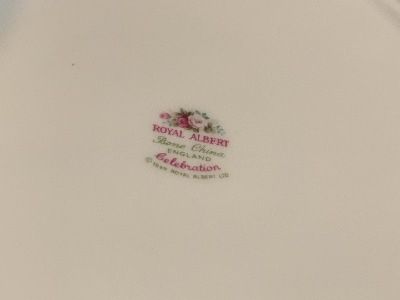 ROYAL ALBERT
Bone China
ENGLAND
Celebration
© ROYAL ALBERT LTD